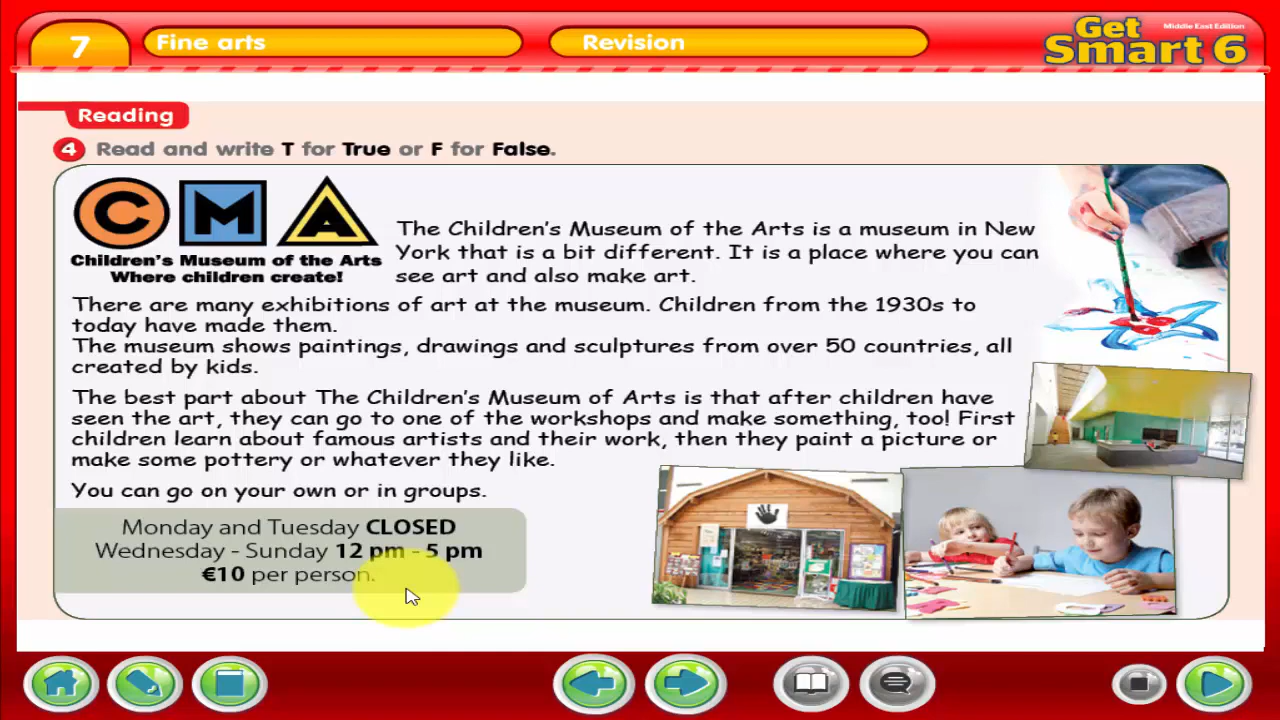 7
Fine arts
Revision
Get
Smart 6
Middle East Edition
Reading
4 Read and write T for True or F for False.
C M A
Children's Museum of the Arts
Where children create!
The Children's Museum of the Arts is a museum in New
York that is a bit different. It is a place where you can
see art and also make art.
There are many exhibitions of art at the museum. Children from the 1930s to
today have made them.
The museum shows paintings, drawings and sculptures from over 50 countries, all
created by kids.
The best part about The Children's Museum of Arts is that after children have
seen the art, they can go to one of the workshops and make something, too! First
children learn about famous artists and their work, then they paint a picture or
make some pottery or whatever they like.
You can go on your own or in groups.
Monday and Tuesday CLOSED
Wednesday - Sunday 12 pm - 5 pm
€10 per person.